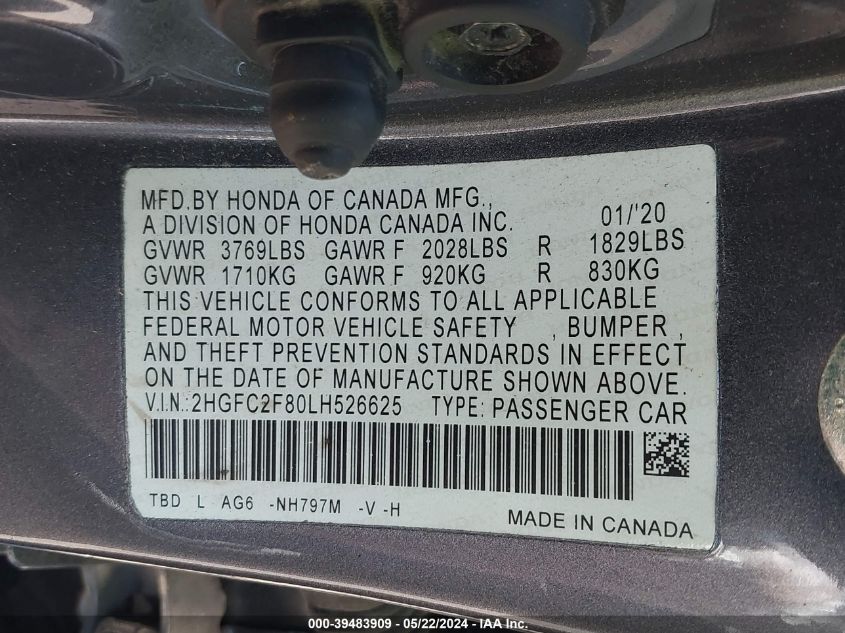 MFD.BY HONDA OF CANADA MFG.,
A DIVISION OF HONDA CANADA INC. 01/'20
GVWR 3769LBS GAWR F 2028LBS R 1829LBS
GVWR 1710KG GAWR F 920KG R 830KG
THIS VEHICLE CONFORMS TO ALL APPLICABLE
FEDERAL MOTOR VEHICLE SAFETY , BUMPER ,
AND THEFT PREVENTION STANDARDS IN EFFECT
ON THE DATE OF MANUFACTURE SHOWN ABOVE.
V.I.N.:2HGFC2F80LH526625 TYPE: PASSENGER CAR
TBD L AG6 -NH797M -V -H
MADE IN CANADA
000-39483909 - 05/22/2024 - IAA Inc.